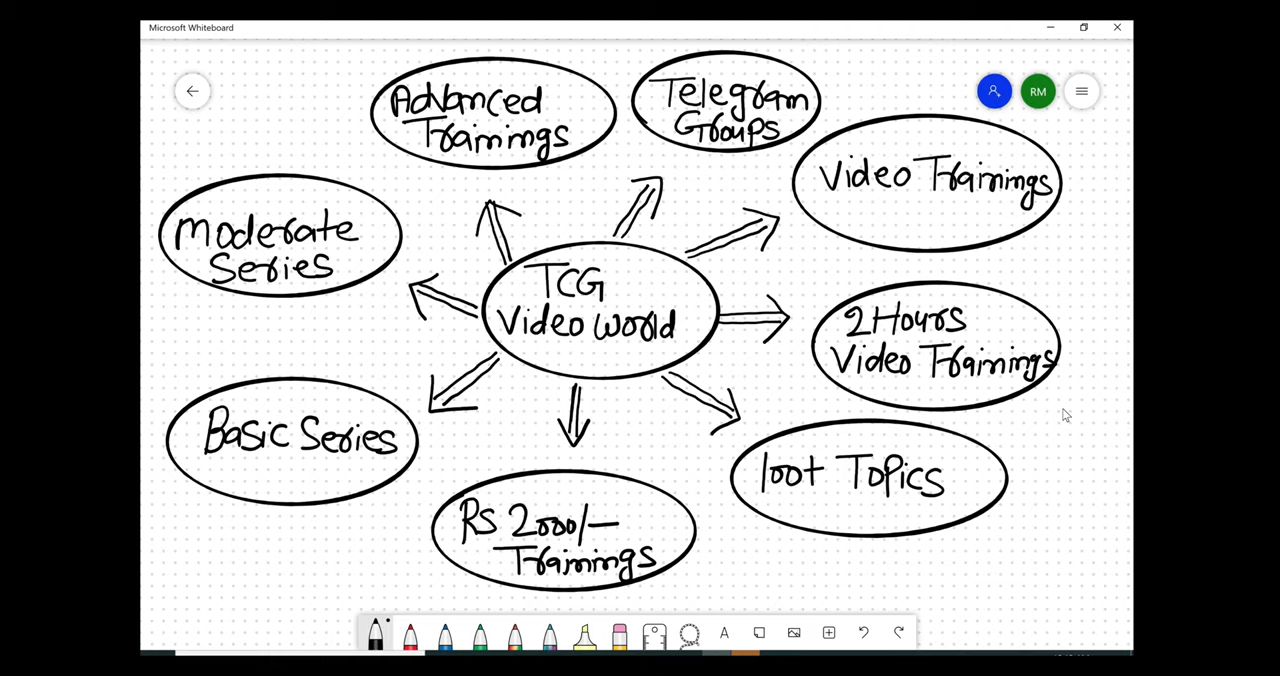 Microsoft Whiteboard
RM
Advanced
Trainings
Telegram
Groups
Video Trainings
Moderate
Series
TCG
Video World
2 Hours
Video Trainings
Basic Series
100+ Topics
RS 2000/-
Trainings
A